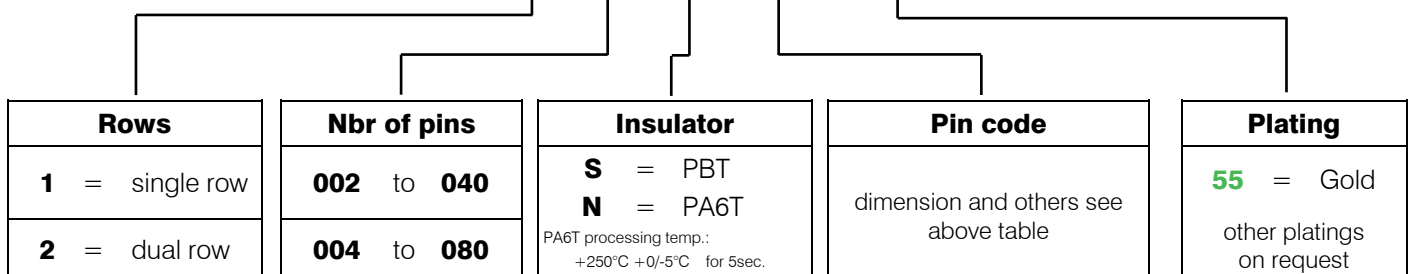 Rows
1 = single row
2 = dual row
Nbr of pins
002 to 040
004 to 080
Insulator
S = PBT
N = PA6T
PA6T processing temp.:
+250°C +0/-5°C for 5sec.
Pin code
dimension and others see
above table
Plating
55 = Gold
other platings
on request